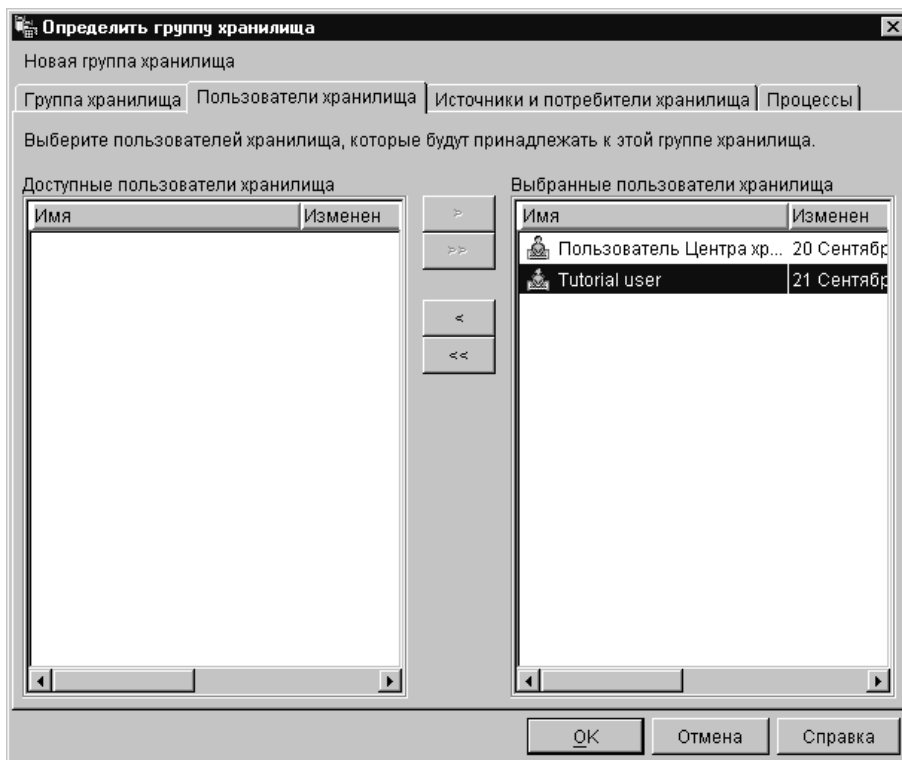 Определить группу хранилища
Новая группа хранилища
Группа хранилища Пользователи хранилища Источники и потребители хранилища Процессы
Выберите пользователей хранилища, которые будут принадлежать к этой группе хранилища.
Доступные пользователи хранилища
Имя Изменен
>
>>
<
<<
Выбранные пользователи хранилища
Имя Изменен
Пользователь Центра хр... 20 Сентябр
Tutorial user 21 Сентябр
OK Отмена Справка